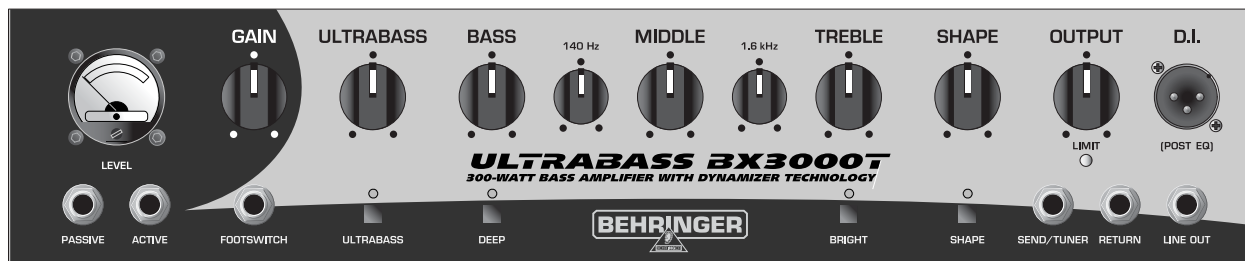 GAIN
ULTRABASS
BASS
140 Hz
MIDDLE
1.6 kHz
TREBLE
SHAPE
OUTPUT
D.I.
LEVEL
LIMIT
(POST EQ)
ULTRABASS BX3000T
300-WATT BASS AMPLIFIER WITH DYNAMIZER TECHNOLOGY
PASSIVE
ACTIVE
FOOTSWITCH
ULTRABASS
DEEP
BEHRINGER
BRIGHT
SHAPE
SEND/TUNER
RETURN
LINE OUT